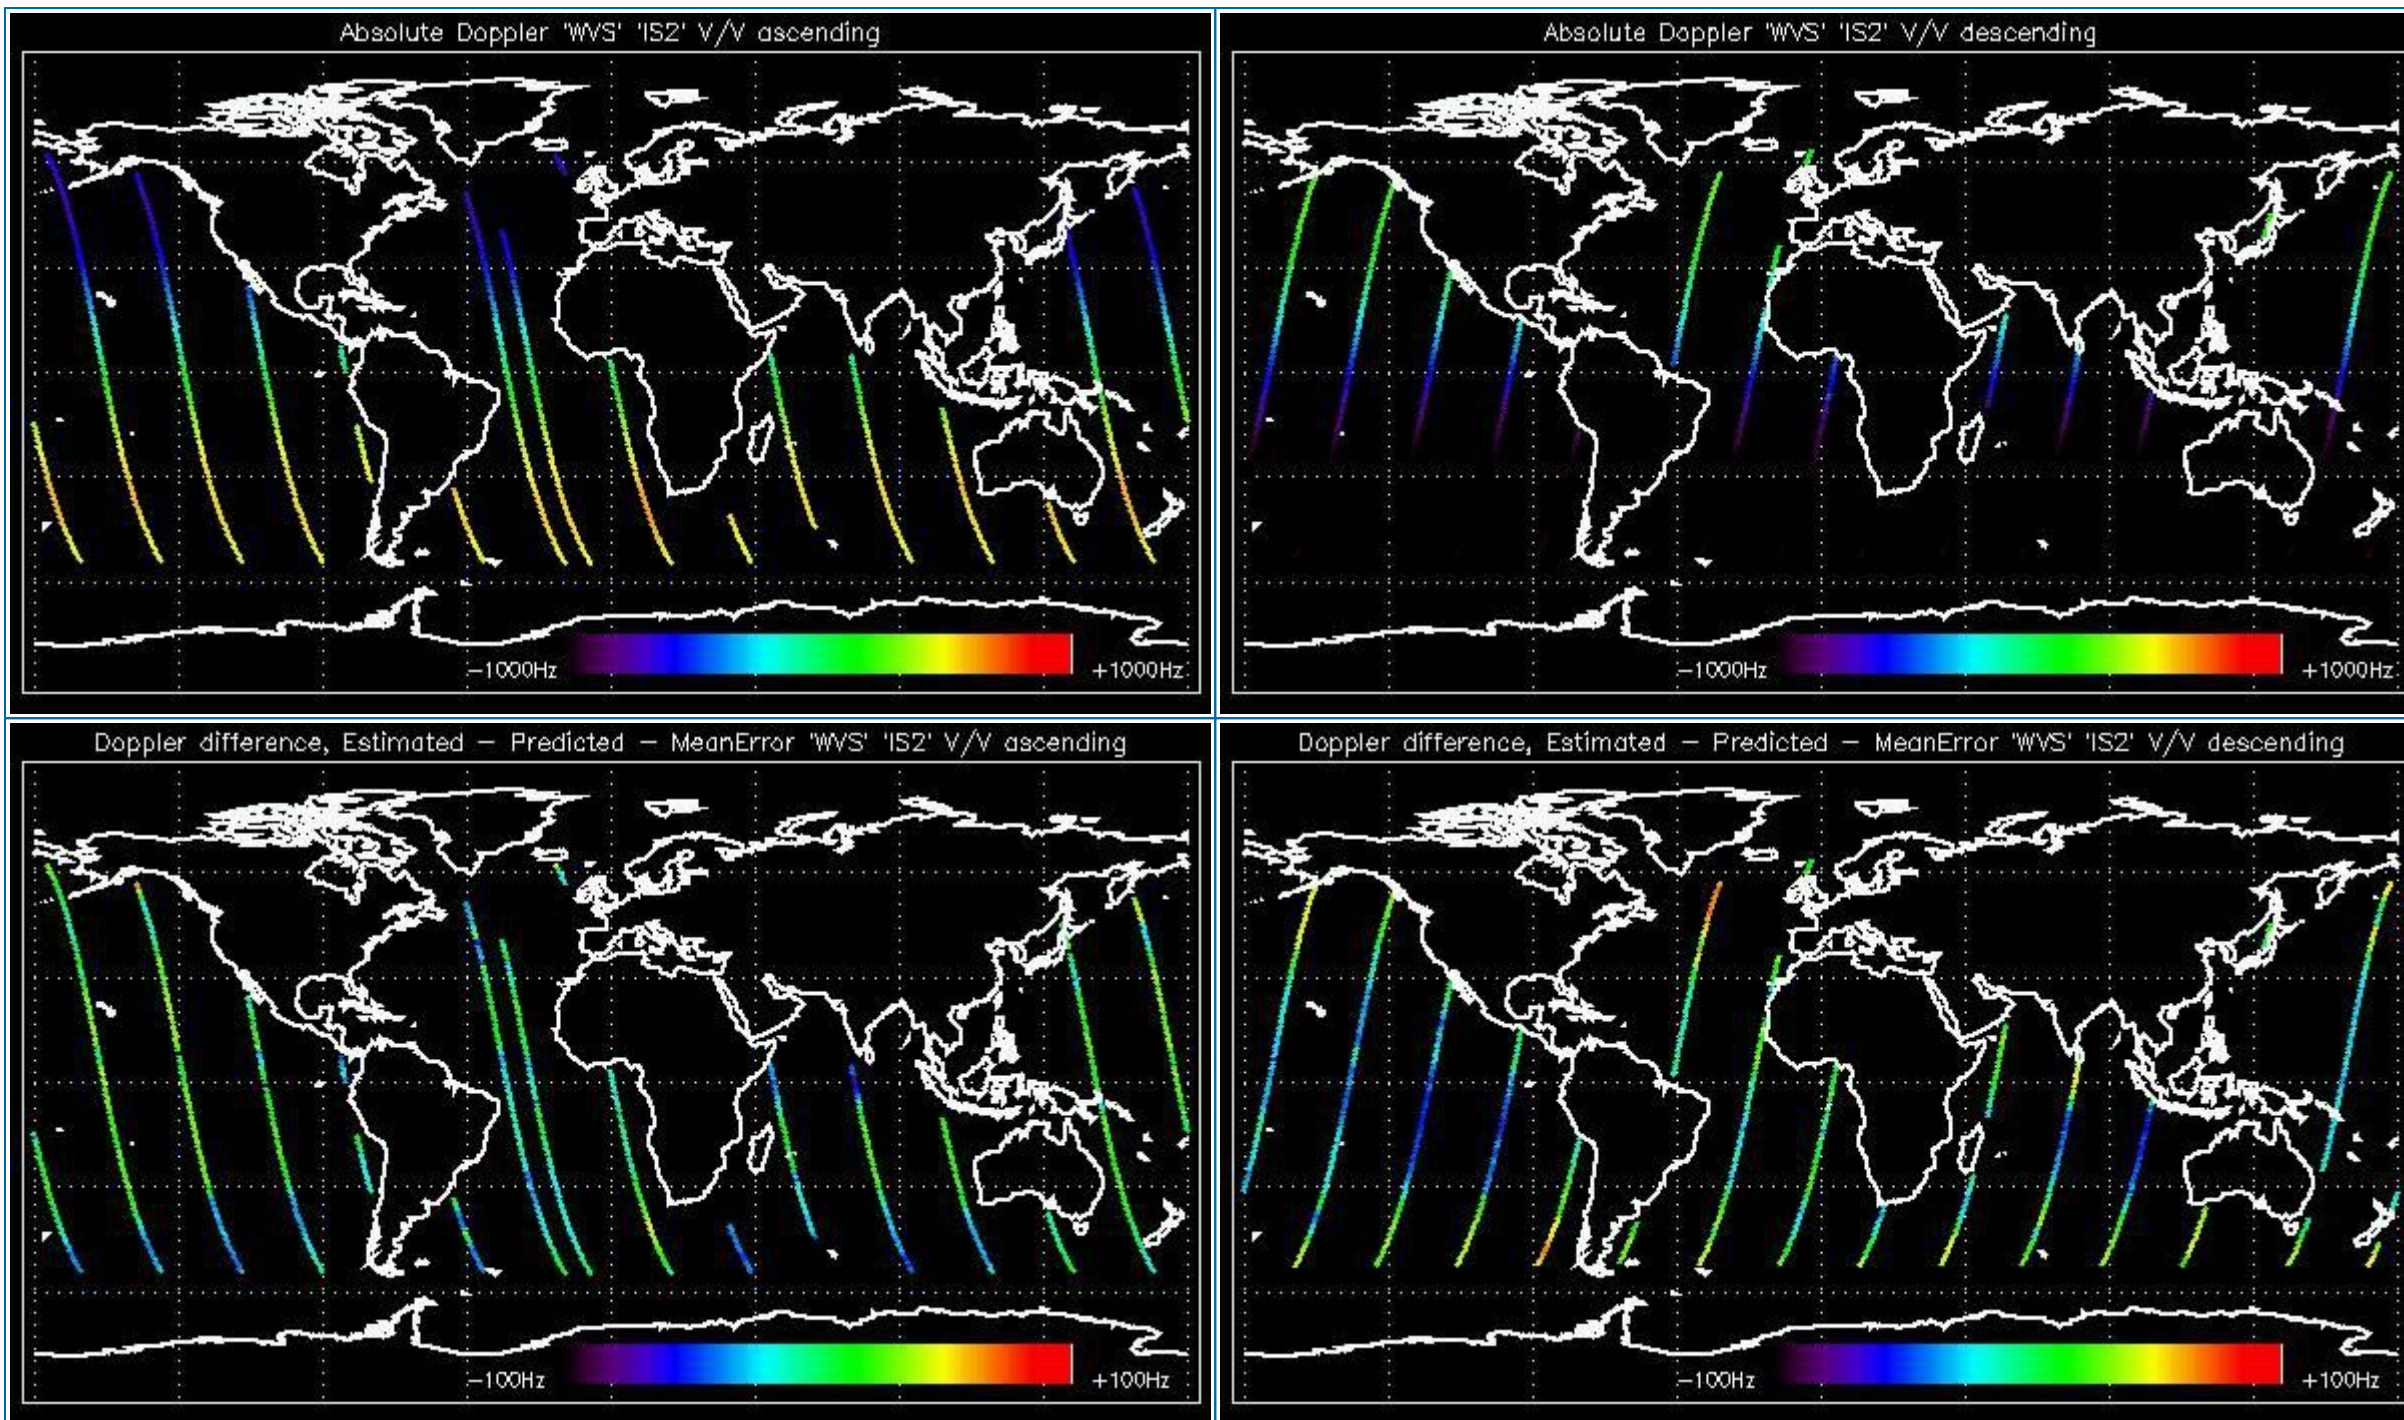 Absolute Doppler 'WVS' 'IS2' V/V ascending
-1000Hz
+1000Hz
Absolute Doppler 'WVS' 'IS2' V/V descending
-1000Hz
+1000Hz
Doppler difference, Estimated - Predicted - MeanError 'WVS' 'IS2' V/V ascending
-100Hz
+100Hz
Doppler difference, Estimated - Predicted - MeanError 'WVS' 'IS2' V/V descending
-100Hz
+100Hz